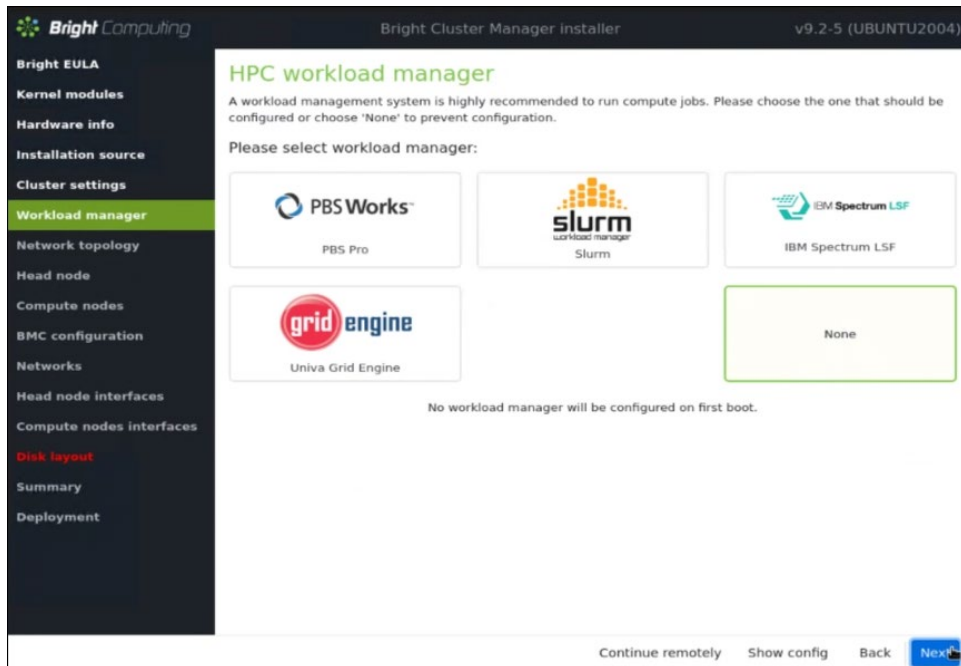 Bright Computing
Bright Cluster Manager installer
v9.2-5 (UBUNTU2004)
Bright EULA
Kernel modules
Hardware info
Installation source
Cluster settings
Workload manager
Network topology
Head node
Compute nodes
BMC configuration
Networks
Head node interfaces
Compute nodes interfaces
Disk layout
Summary
Deployment
HPC workload manager
A workload management system is highly recommended to run compute jobs. Please choose the one that should be
configured or choose 'None' to prevent configuration.
Please select workload manager:
PBS Works
PBS Pro
slurm
workload manager
Slurm
IBM Spectrum LSF
IBM Spectrum LSF
grid engine
Univa Grid Engine
None
No workload manager will be configured on first boot.
Continue remotely
Show config
Back
Next